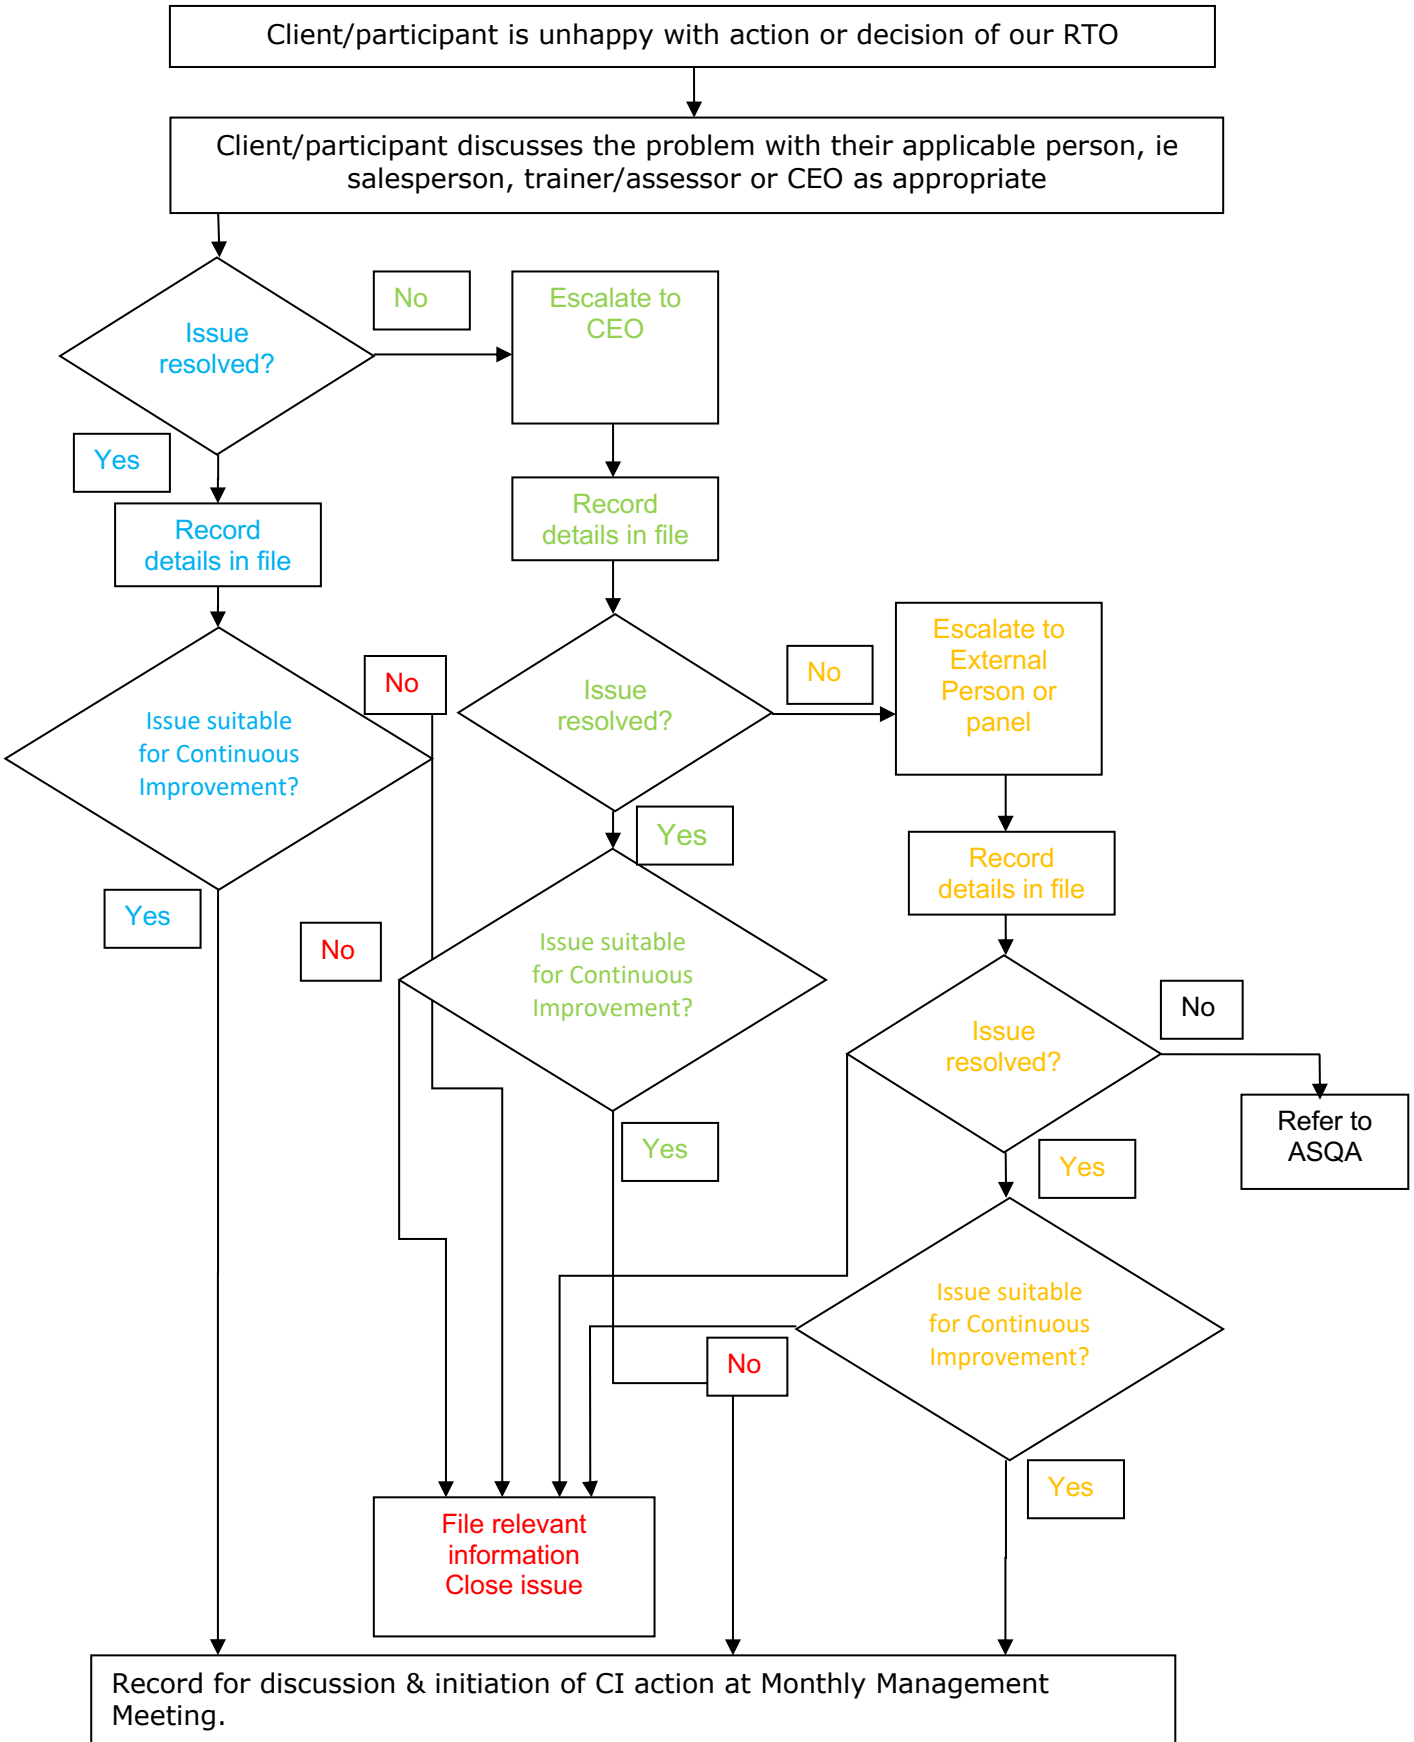 Client/participant is unhappy with action or decision of our RTO
Client/participant discusses the problem with their applicable person, ie
salesperson, trainer/assessor or CEO as appropriate
No
Escalate to
CEO
Issue
resolved?
Yes
Record
details in file
Record
details in file
Escalate to
External
Person or
panel
No
No
Issue
resolved?
Issue suitable
for Continuous
Improvement?
Yes
Record
details in file
Yes
No
Issue suitable
for Continuous
Improvement?
No
Issue
resolved?
Refer to
ASQA
Yes
Yes
Issue suitable
for Continuous
Improvement?
No
Yes
File relevant
information
Close issue
Record for discussion & initiation of CI action at Monthly Management
Meeting.